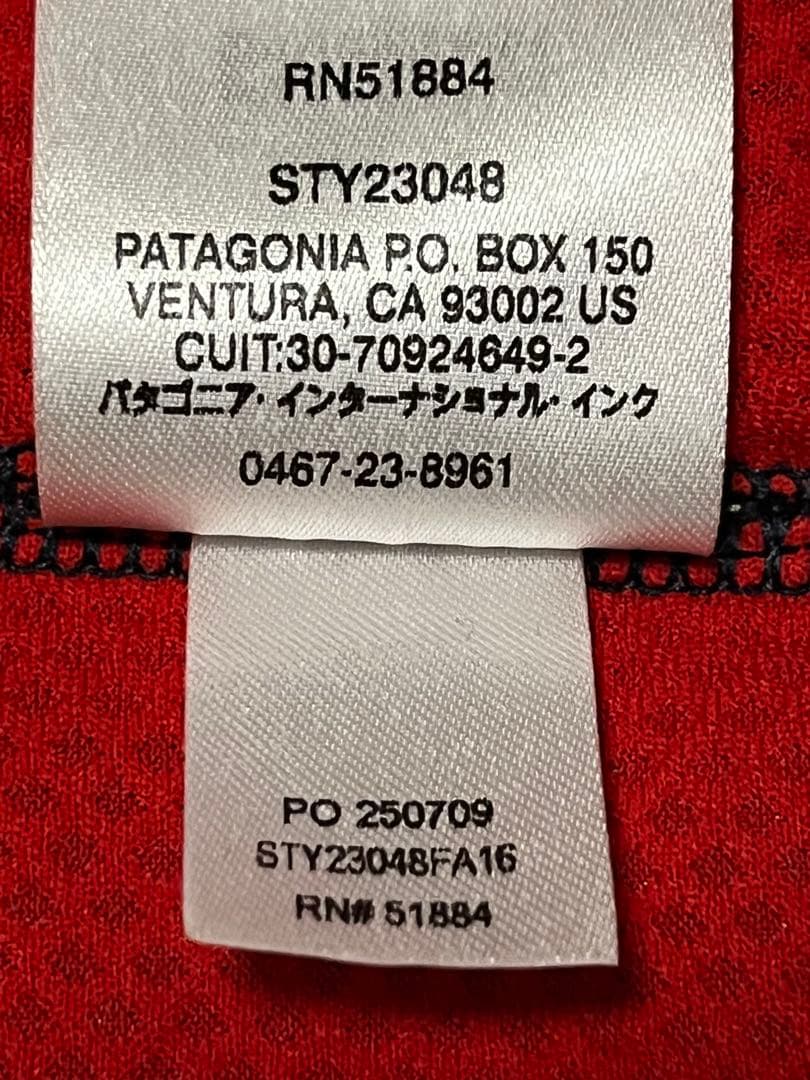 RN51884
STY23048
PATAGONIA P.O. BOX 150
VENTURA, CA 93002 US
CUIT:30-70924649-2
パタゴニア・インターナショナル・インク
0467-23-8961
PO 250709
STY23048FA16
RN# 51884